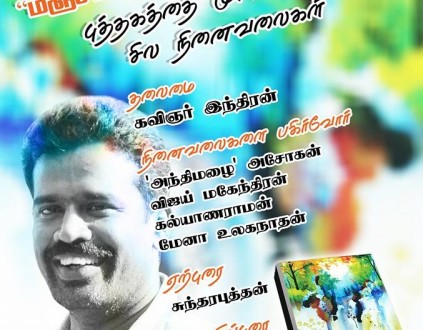 புத்தகத்தை
சில நினைவலைகள்
தலைமை
கவிஞர் இந்திரன்
நினைவலைகளை பகிர்வோர்
'அந்திமழை' அசோகன்
விஜய் மகேந்திரன்
கல்யாணராமன்
மேனா உலகநாதன்
ஏற்புரை
சுந்தரபுத்தன்